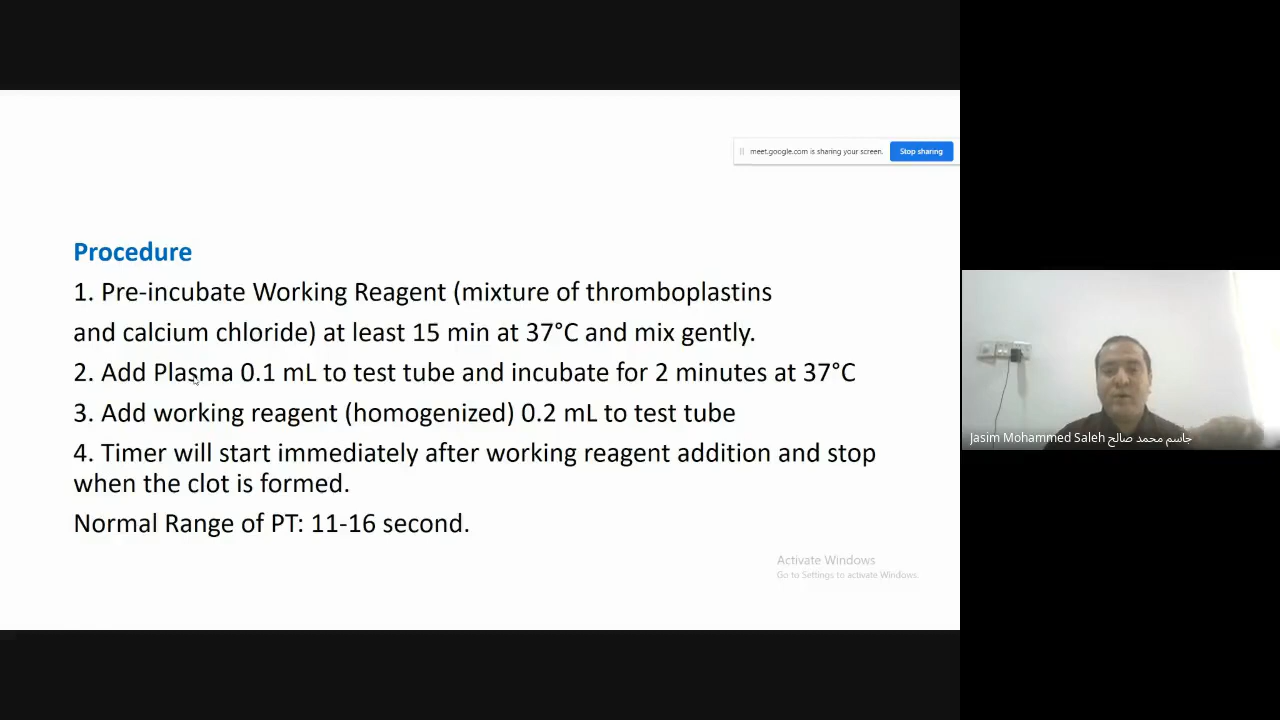 meet.google.com is sharing your screen.
Stop sharing
Procedure
1. Pre-incubate Working Reagent (mixture of thromboplastins
and calcium chloride) at least 15 min at 37°C and mix gently.
2. Add Plasma 0.1 mL to test tube and incubate for 2 minutes at 37°C
3. Add working reagent (homogenized) 0.2 mL to test tube
4. Timer will start immediately after working reagent addition and stop
when the clot is formed.
Normal Range of PT: 11-16 second.
Activate Windows
Go to Settings to activate Windows.
Jasim Mohammed Saleh جاسم محمد صالح